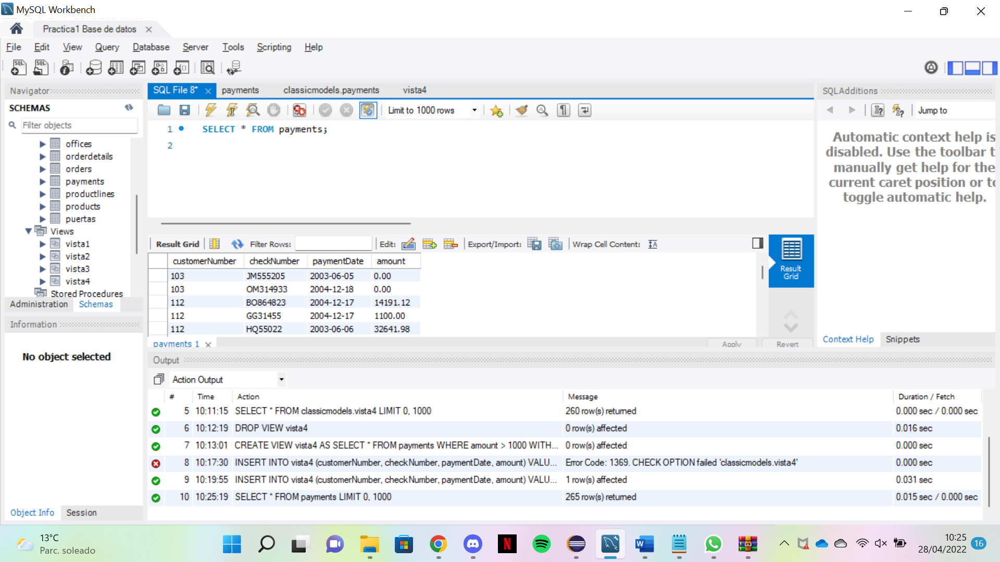 MySQL Workbench
Practica1 Base de datos
File Edit View Query Database Server Tools Scripting Help
Navigator
SCHEMAS
Filter objects
offices
orderdetails
orders
payments
productlines
products
puertas
Views
vista1
vista2
vista3
vista4
Stored Procedures
Administration Schemas
Information
No object selected
Object Info Session
SQL File 8* payments classicmodels.payments vista4
Limit to 1000 rows
1 SELECT * FROM payments;
2
Result Grid Filter Rows: Edit: Export/Import: Wrap Cell Content:
customerNumber checkNumber paymentDate amount
103 JM555205 2003-06-05 0.00
103 OM314933 2004-12-18 0.00
112 BO864823 2004-12-17 14191.12
112 GG31455 2004-12-17 1100.00
112 HQ55022 2003-06-06 32641.98
Result
Grid
payments 1 Apply Revert
SQLAdditions
Jump to
Automatic context help is
disabled. Use the toolbar t
manually get help for the
current caret position or to
toggle automatic help.
Context Help Snippets
Output
Action Output
# Time Action Message Duration / Fetch
5 10:11:15 SELECT * FROM classicmodels.vista4 LIMIT 0, 1000 260 row(s) returned 0.000 sec / 0.000 sec
6 10:12:19 DROP VIEW vista4 0 row(s) affected 0.016 sec
7 10:13:01 CREATE VIEW vista4 AS SELECT * FROM payments WHERE amount > 1000 WITH... 0 row(s) affected 0.000 sec
8 10:17:30 INSERT INTO vista4 (customerNumber, checkNumber, paymentDate, amount) VALU... Error Code: 1369. CHECK OPTION failed 'classicmodels.vista4' 0.000 sec
9 10:19:55 INSERT INTO vista4 (customerNumber, checkNumber, paymentDate, amount) VALU... 1 row(s) affected 0.031 sec
10 10:25:19 SELECT * FROM payments LIMIT 0, 1000 265 row(s) returned 0.015 sec / 0.000 sec
13°C
Parc. soleado
10:25
28/04/2022
16